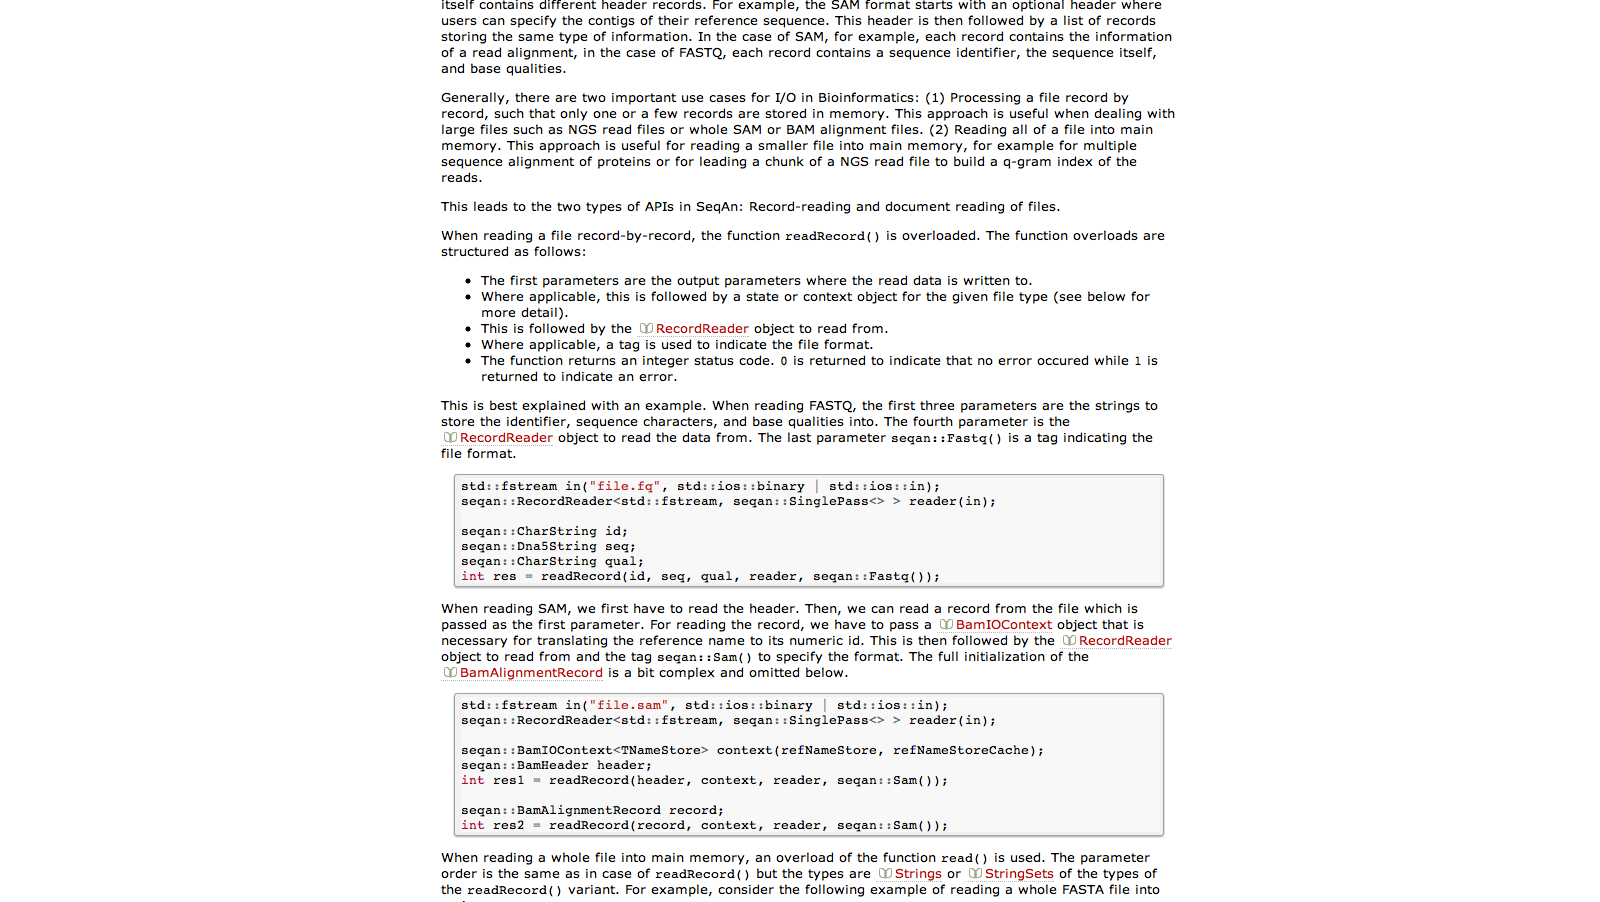 itself contains different header records. For example, the SAM format starts with an optional header where
users can specify the contigs of their reference sequence. This header is then followed by a list of records
storing the same type of information. In the case of SAM, for example, each record contains the information
of a read alignment, in the case of FASTQ, each record contains a sequence identifier, the sequence itself,
and base qualities.
Generally, there are two important use cases for I/O in Bioinformatics: (1) Processing a file record by
record, such that only one or a few records are stored in memory. This approach is useful when dealing with
large files such as NGS read files or whole SAM or BAM alignment files. (2) Reading all of a file into main
memory. This approach is useful for reading a smaller file into main memory, for example for multiple
sequence alignment of proteins or for leading a chunk of a NGS read file to build a q-gram index of the
reads.
This leads to the two types of APIs in SeqAn: Record-reading and document reading of files.
When reading a file record-by-record, the function readRecord() is overloaded. The function overloads are
structured as follows:
• The first parameters are the output parameters where the read data is written to.
• Where applicable, this is followed by a state or context object for the given file type (see below for
more detail).
• This is followed by the RecordReader object to read from.
• Where applicable, a tag is used to indicate the file format.
• The function returns an integer status code. 0 is returned to indicate that no error occured while 1 is
returned to indicate an error.
This is best explained with an example. When reading FASTQ, the first three parameters are the strings to
store the identifier, sequence characters, and base qualities into. The fourth parameter is the
RecordReader object to read the data from. The last parameter seqan::Fastq() is a tag indicating the
file format.
std::fstream in("file.fq", std::ios::binary | std::ios::in);
seqan::RecordReader<std::fstream, seqan::SinglePass<> > reader(in);
seqan::CharString id;
seqan::Dna5String seq;
seqan::CharString qual;
int res = readRecord(id, seq, qual, reader, seqan::Fastq());
When reading SAM, we first have to read the header. Then, we can read a record from the file which is
passed as the first parameter. For reading the record, we have to pass a BamIOContext object that is
necessary for translating the reference name to its numeric id. This is then followed by the RecordReader
object to read from and the tag seqan::Sam() to specify the format. The full initialization of the
BamAlignmentRecord is a bit complex and omitted below.
std::fstream in("file.sam", std::ios::binary | std::ios::in);
seqan::RecordReader<std::fstream, seqan::SinglePass<> > reader(in);
seqan::BamIOContext<TNameStore> context(refNameStore, refNameStoreCache);
seqan::BamHeader header;
int res1 = readRecord(header, context, reader, seqan::Sam());
seqan::BamAlignmentRecord record;
int res2 = readRecord(record, context, reader, seqan::Sam());
When reading a whole file into main memory, an overload of the function read() is used. The parameter
order is the same as in case of readRecord() but the types are Strings or StringSets of the types of
the readRecord() variant. For example, consider the following example of reading a whole FASTA file into